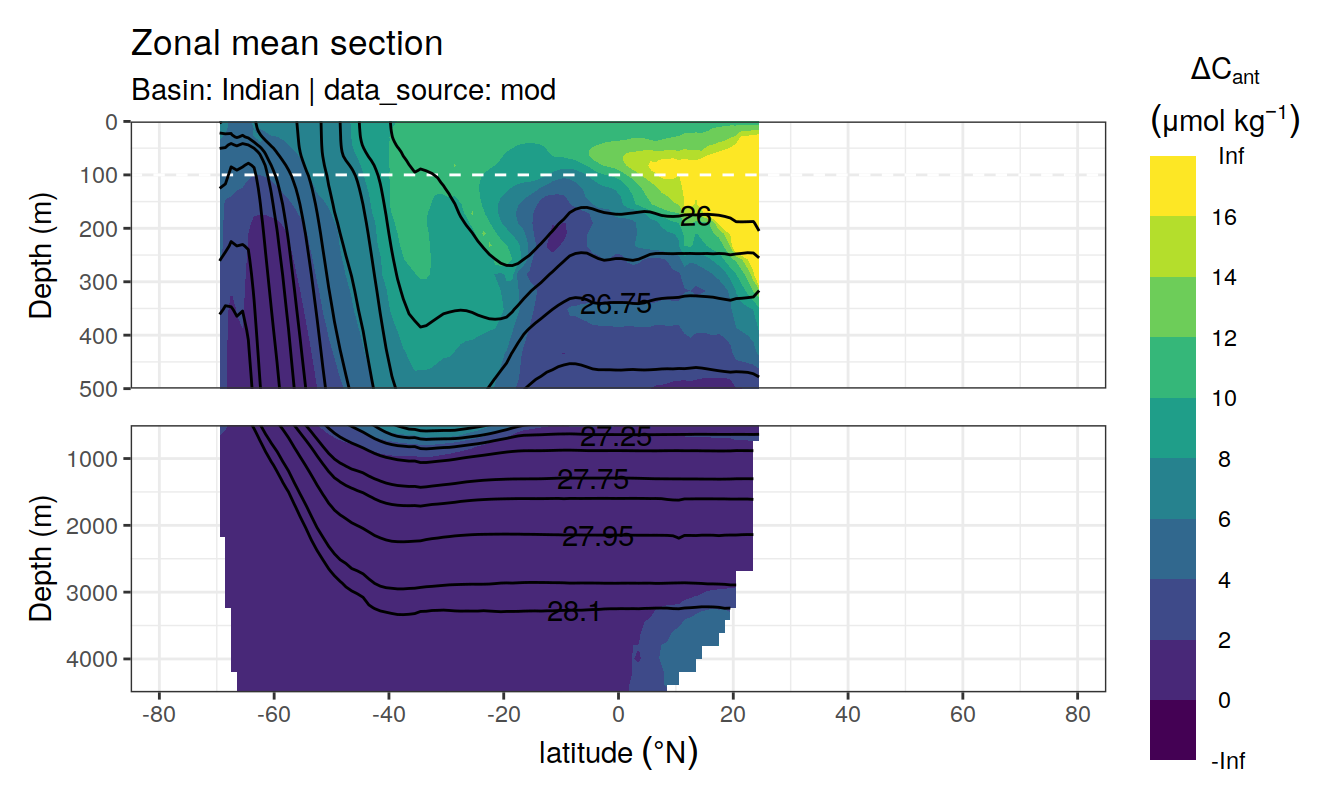 Zonal mean section
Basin: Indian | data_source: mod
ΔCant
(μmol kg⁻¹)
Inf
16
14
12
10
8
6
4
2
0
-Inf
Depth (m)
0
100
200
300
400
500
26
26.75
Depth (m)
1000
2000
3000
4000
27.25
27.75
27.95
28.1
-80 -60 -40 -20 0 20 40 60 80
latitude (°N)